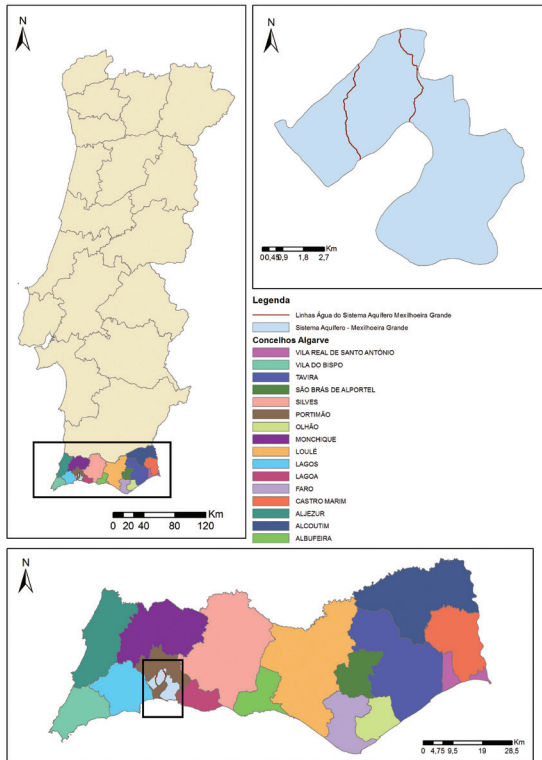 N
0 20 40 80 120 Km
N
0 0,45 0,9 1,8 2,7 Km
Legenda
Linhas Água do Sistema Aquífero Mexilhoeira Grande
Sistema Aquífero - Mexilhoeira Grande
Concelhos Algarve
VILA REAL DE SANTO ANTÓNIO
VILA DO BISPO
TAVIRA
SÃO BRÁS DE ALPORTEL
SILVES
PORTIMÃO
OLHÃO
MONCHIQUE
LOULÉ
LAGOS
LAGOA
FARO
CASTRO MARIM
ALJEZUR
ALCOUTIM
ALBUFEIRA
N
Km
0 4,75 9,5 19 28,5